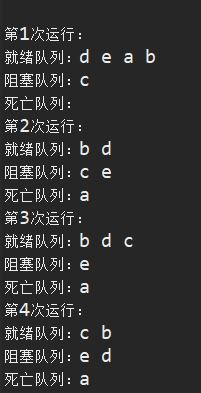 第1次运行：
就绪队列：d e a b
阻塞队列：c
死亡队列：
第2次运行：
就绪队列：b d
阻塞队列：c e
死亡队列：a
第3次运行：
就绪队列：b d c
阻塞队列：e
死亡队列：a
第4次运行：
就绪队列：c b
阻塞队列：e d
死亡队列：a